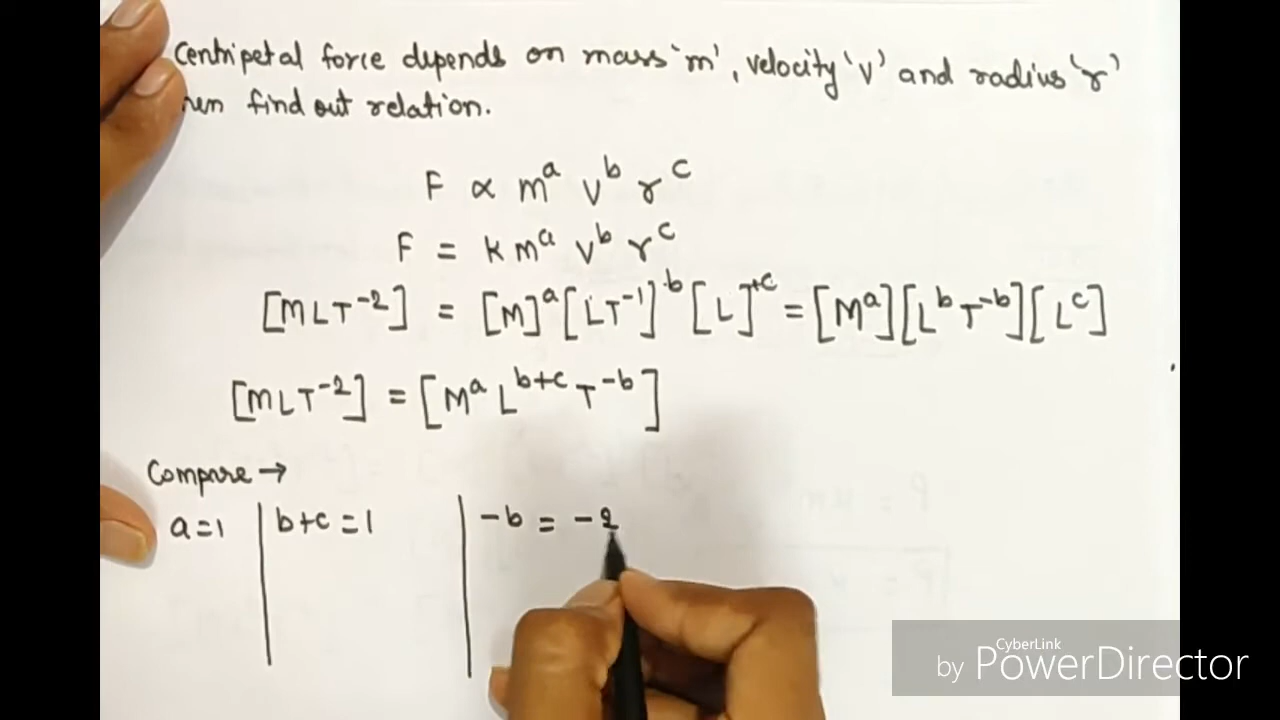 Centripetal force depends on mass 'm', velocity 'v' and radius 'r'
find out relation.
F ∝ m^a v^b r^c
F = k m^a v^b r^c
[MLT^-2] = [M]^a [LT^-1]^b [L]^+c = [M^a][L^b T^-b][L^c]
[MLT^-2] = [M^a L^b+c T^-b]
Compare →
a=1 | b+c=1 | -b = -2
CyberLink
by PowerDirector